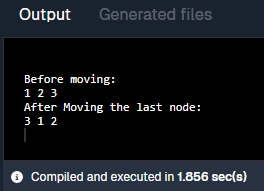 Output Generated files
Before moving:
1 2 3
After Moving the last node:
3 1 2
Compiled and executed in 1.856 sec(s)